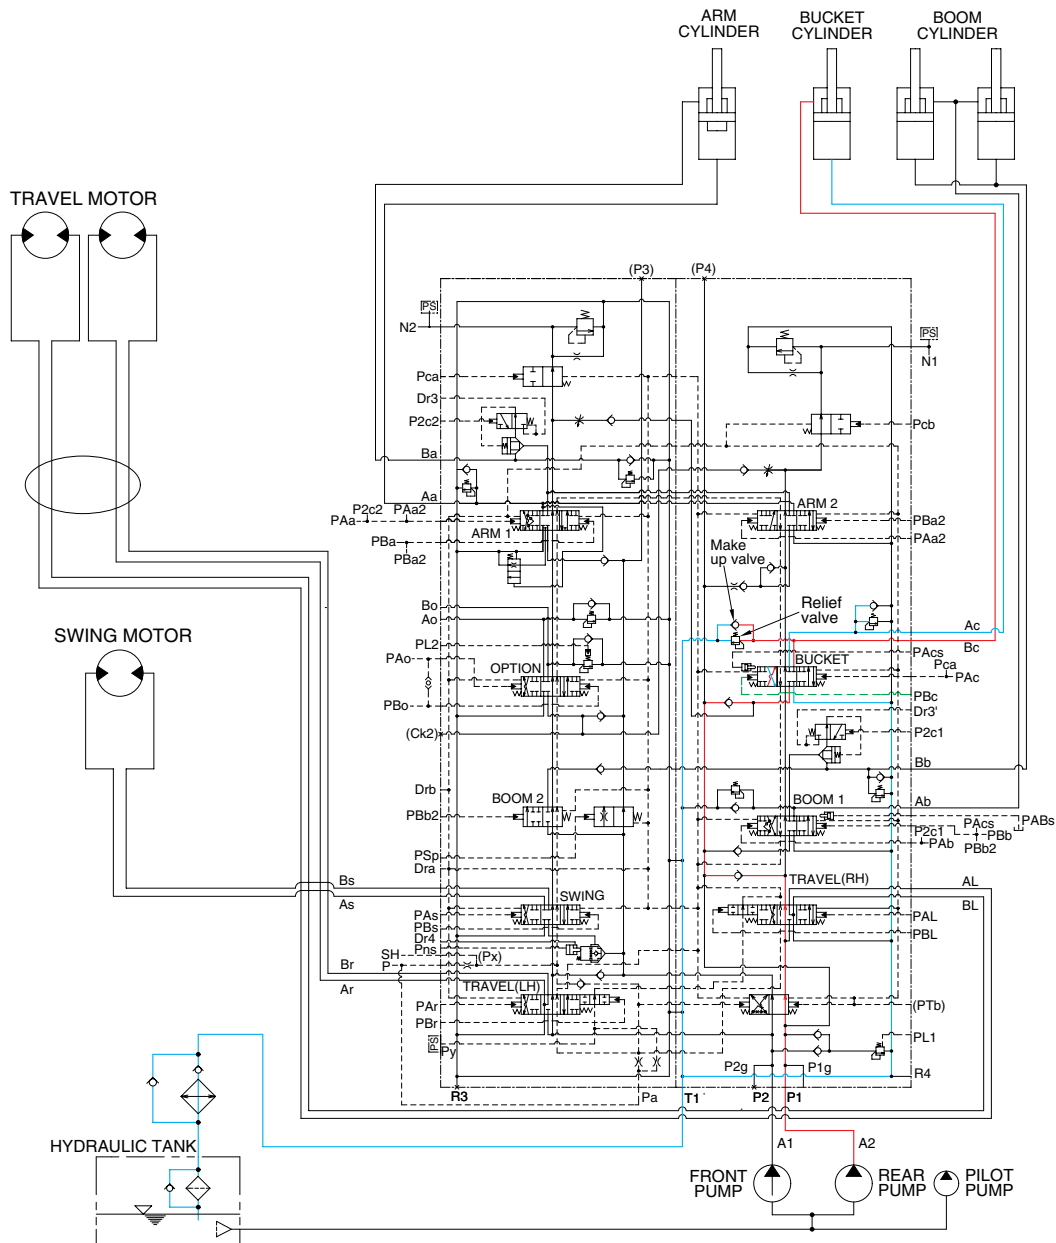 ARM
CYLINDER
BUCKET
CYLINDER
BOOM
CYLINDER
TRAVEL MOTOR
(P3)
(P4)
PS
N2
PS
N1
Pca
Dr3
P2c2
Pcb
Ba
Aa
P2c2
PAa2
PAa
ARM 1
PBa
PBa2
ARM 2
PBa2
PAa2
Make
up valve
Relief
valve
Bo
Ao
PL2
PAo
OPTION
PBo
(Ck2)
Ac
Bc
PAcs
BUCKET
Pca
PAc
PBc
Dr3'
P2c1
SWING MOTOR
Bb
Drb
BOOM 2
PBb2
PSp
Dra
Ab
BOOM 1
P2c1
PAcs
PABs
PBb
PAb
PBb2
Bs
As
SWING
PAs
PBs
Dr4
Pns
SH
P
(Px)
TRAVEL(RH)
AL
BL
PAL
PBL
Br
Ar
TRAVEL(LH)
PAr
PBr
PS
Py
(PTb)
PL1
P2g
P1g
R4
R3
Pa
T1
P2
P1
HYDRAULIC TANK
A1
A2
FRONT
PUMP
REAR
PUMP
PILOT
PUMP